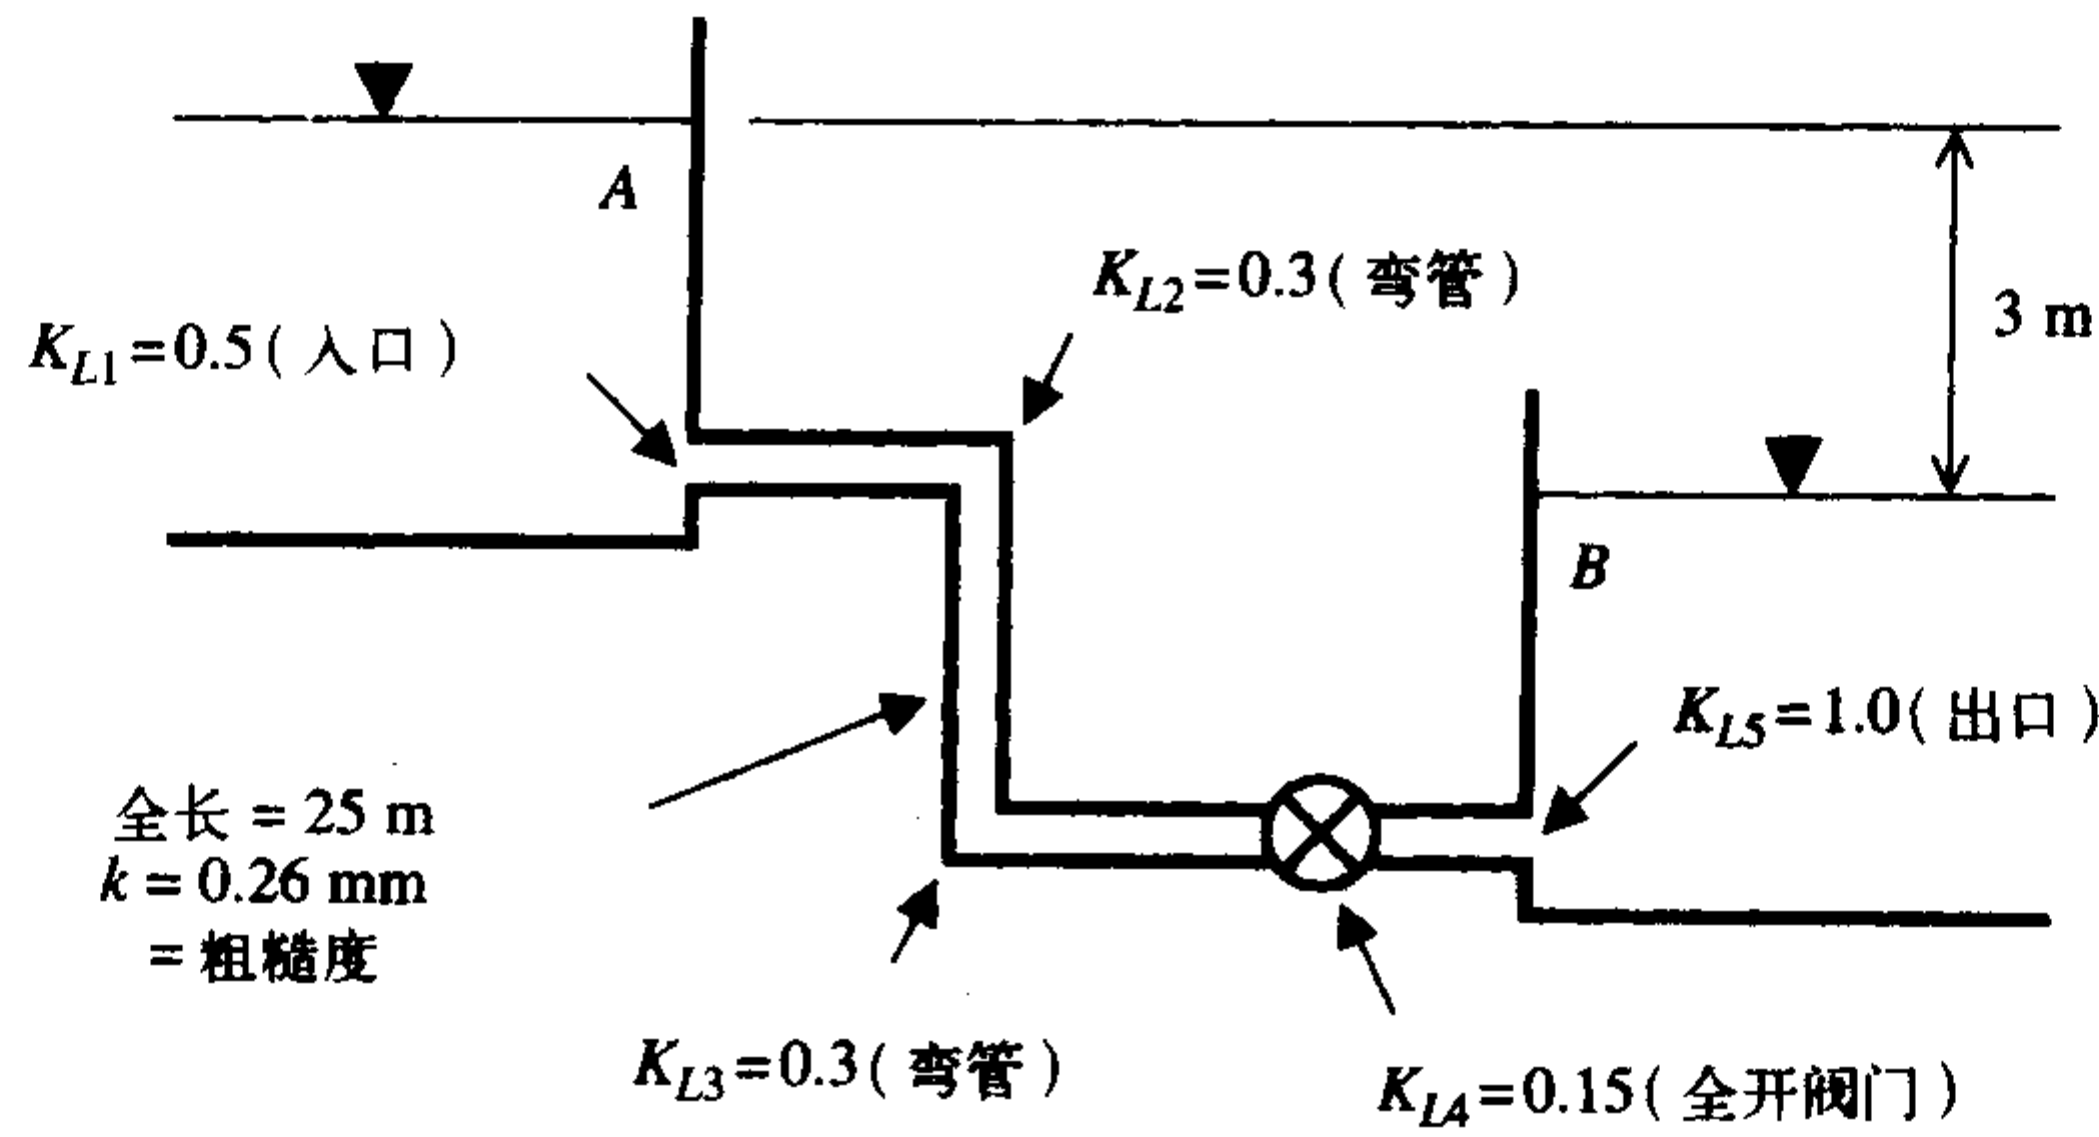 A
K_{L2}=0.3(弯管)
3 m
K_{L1}=0.5(入口)
B
K_{L5}=1.0(出口)
全长 = 25 m
k = 0.26 mm
= 粗糙度
K_{L3}=0.3(弯管)
K_{L4}=0.15(全开阀门)